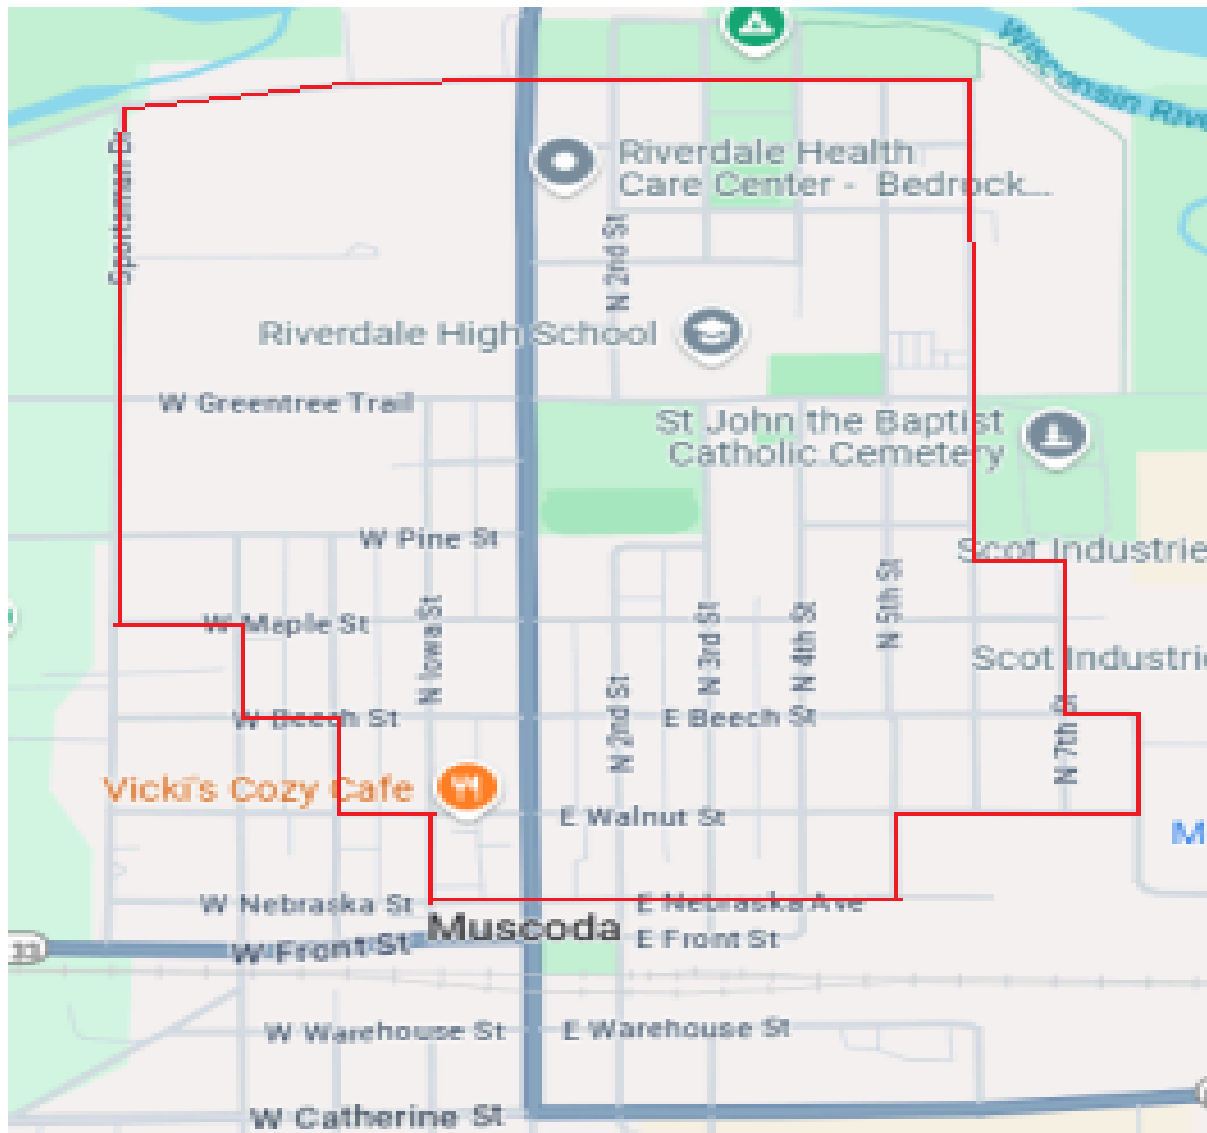 Wisconsin Rive
Sportsman Dr
Riverdale Health
Care Center - Bedrock...
N 2nd St
Riverdale High School
W Greentree Trail
St John the Baptist
Catholic Cemetery
W Pine St
Scot Industrie
N 5th St
W Maple St
N Iowa St
N 3rd St
N 4th St
Scot Industri
N 2nd St
W Beech St
E Beech St
N 7th St
Vicki's Cozy Cafe
E Walnut St
M
W Nebraska St
E Nebraska Ave
Muscoda
W Front St
E Front St
W Warehouse St
E Warehouse St
W Catherine St